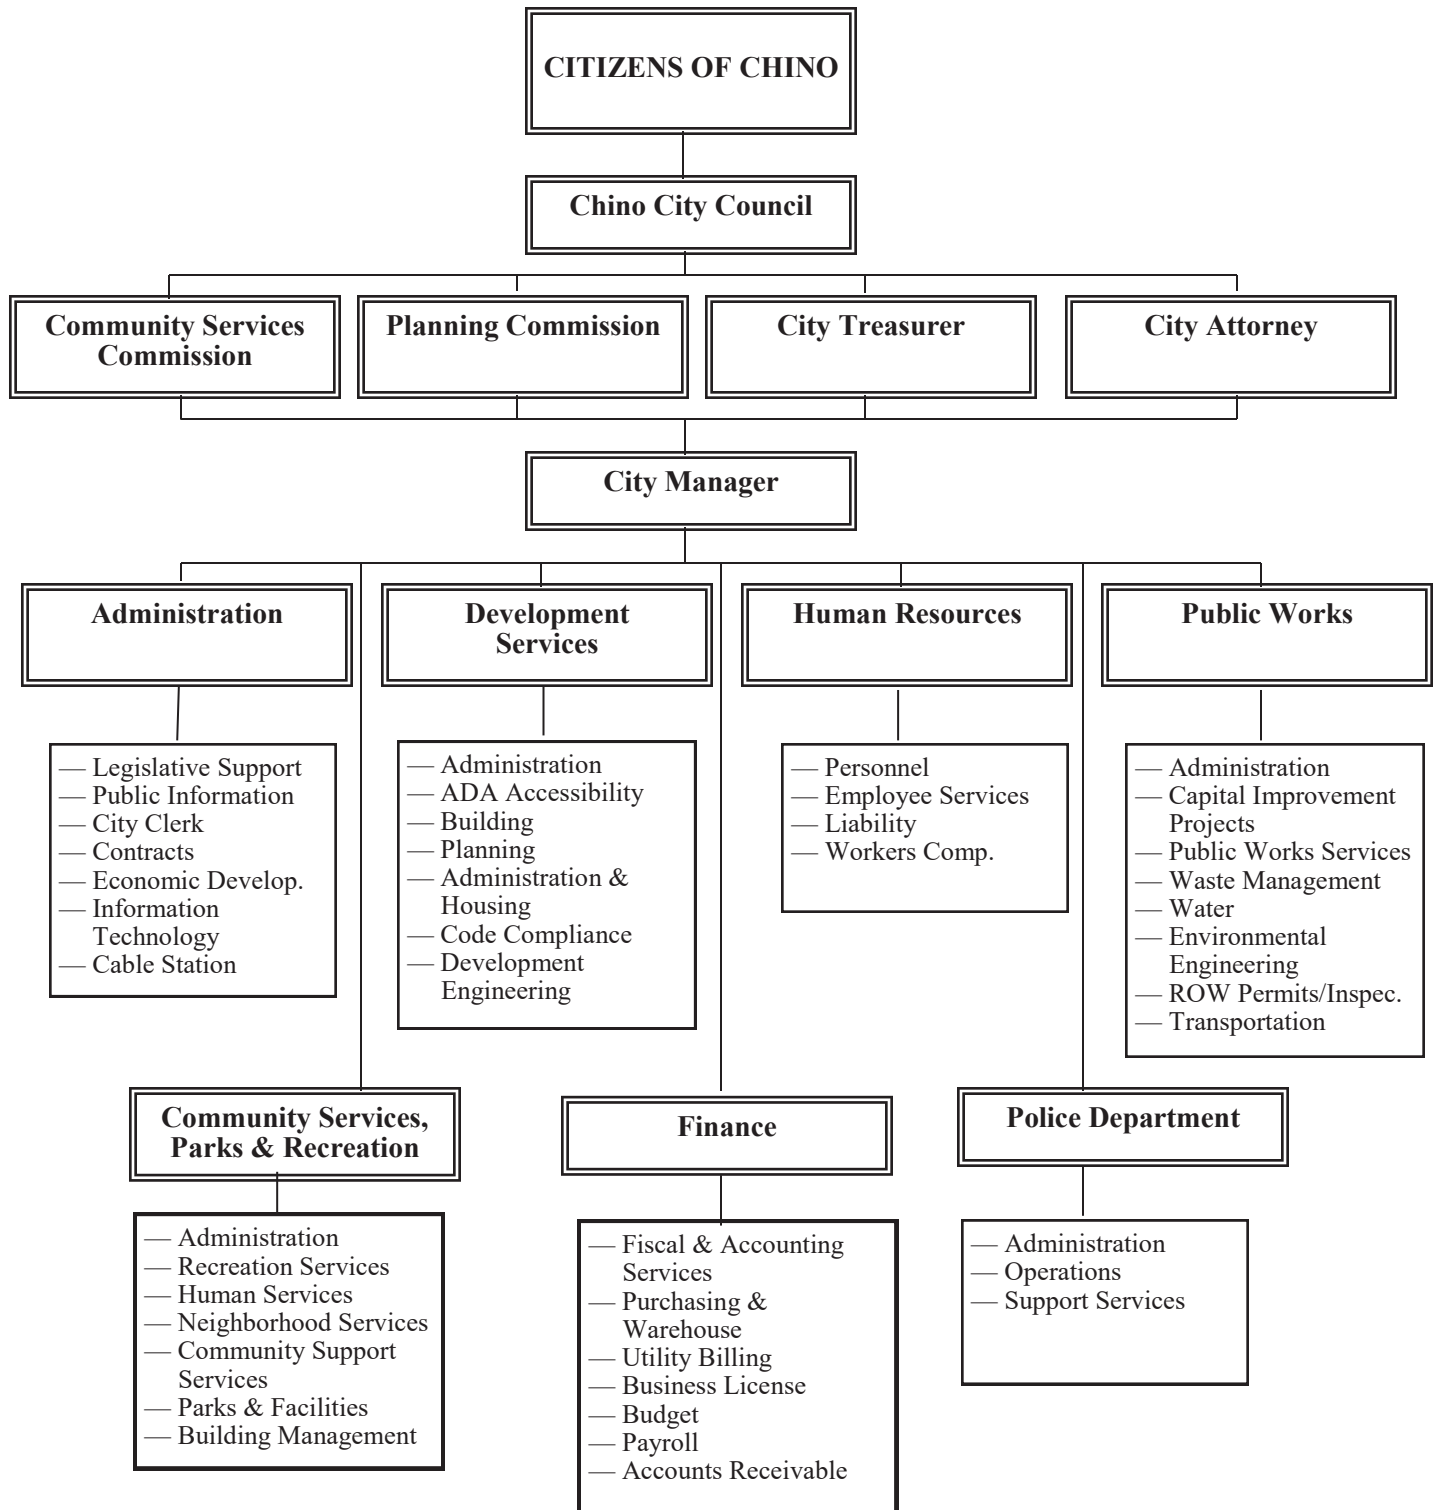 CITIZENS OF CHINO
Chino City Council
Community Services
Commission
Planning Commission
City Treasurer
City Attorney
City Manager
Administration
Development
Services
Human Resources
Public Works
— Legislative Support
— Public Information
— City Clerk
— Contracts
— Economic Develop.
— Information
Technology
— Cable Station
— Administration
— ADA Accessibility
— Building
— Planning
— Administration &
Housing
— Code Compliance
— Development
Engineering
— Personnel
— Employee Services
— Liability
— Workers Comp.
— Administration
— Capital Improvement
Projects
— Public Works Services
— Waste Management
— Water
— Environmental
Engineering
— ROW Permits/Inspec.
— Transportation
Community Services,
Parks & Recreation
Finance
Police Department
— Administration
— Recreation Services
— Human Services
— Neighborhood Services
— Community Support
Services
— Parks & Facilities
— Building Management
— Fiscal & Accounting
Services
— Purchasing &
Warehouse
— Utility Billing
— Business License
— Budget
— Payroll
— Accounts Receivable
— Administration
— Operations
— Support Services